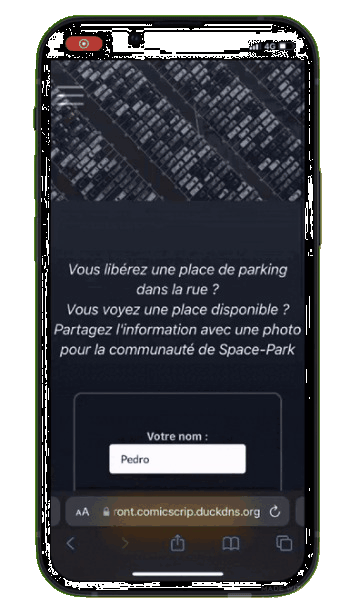 4G
Vous libérez une place de parking
dans la rue ?
Vous voyez une place disponible ?
Partagez l'information avec une photo
pour la communauté de Space-Park
Votre nom :
Pedro
AA ront.comicscrip.duckdns.org